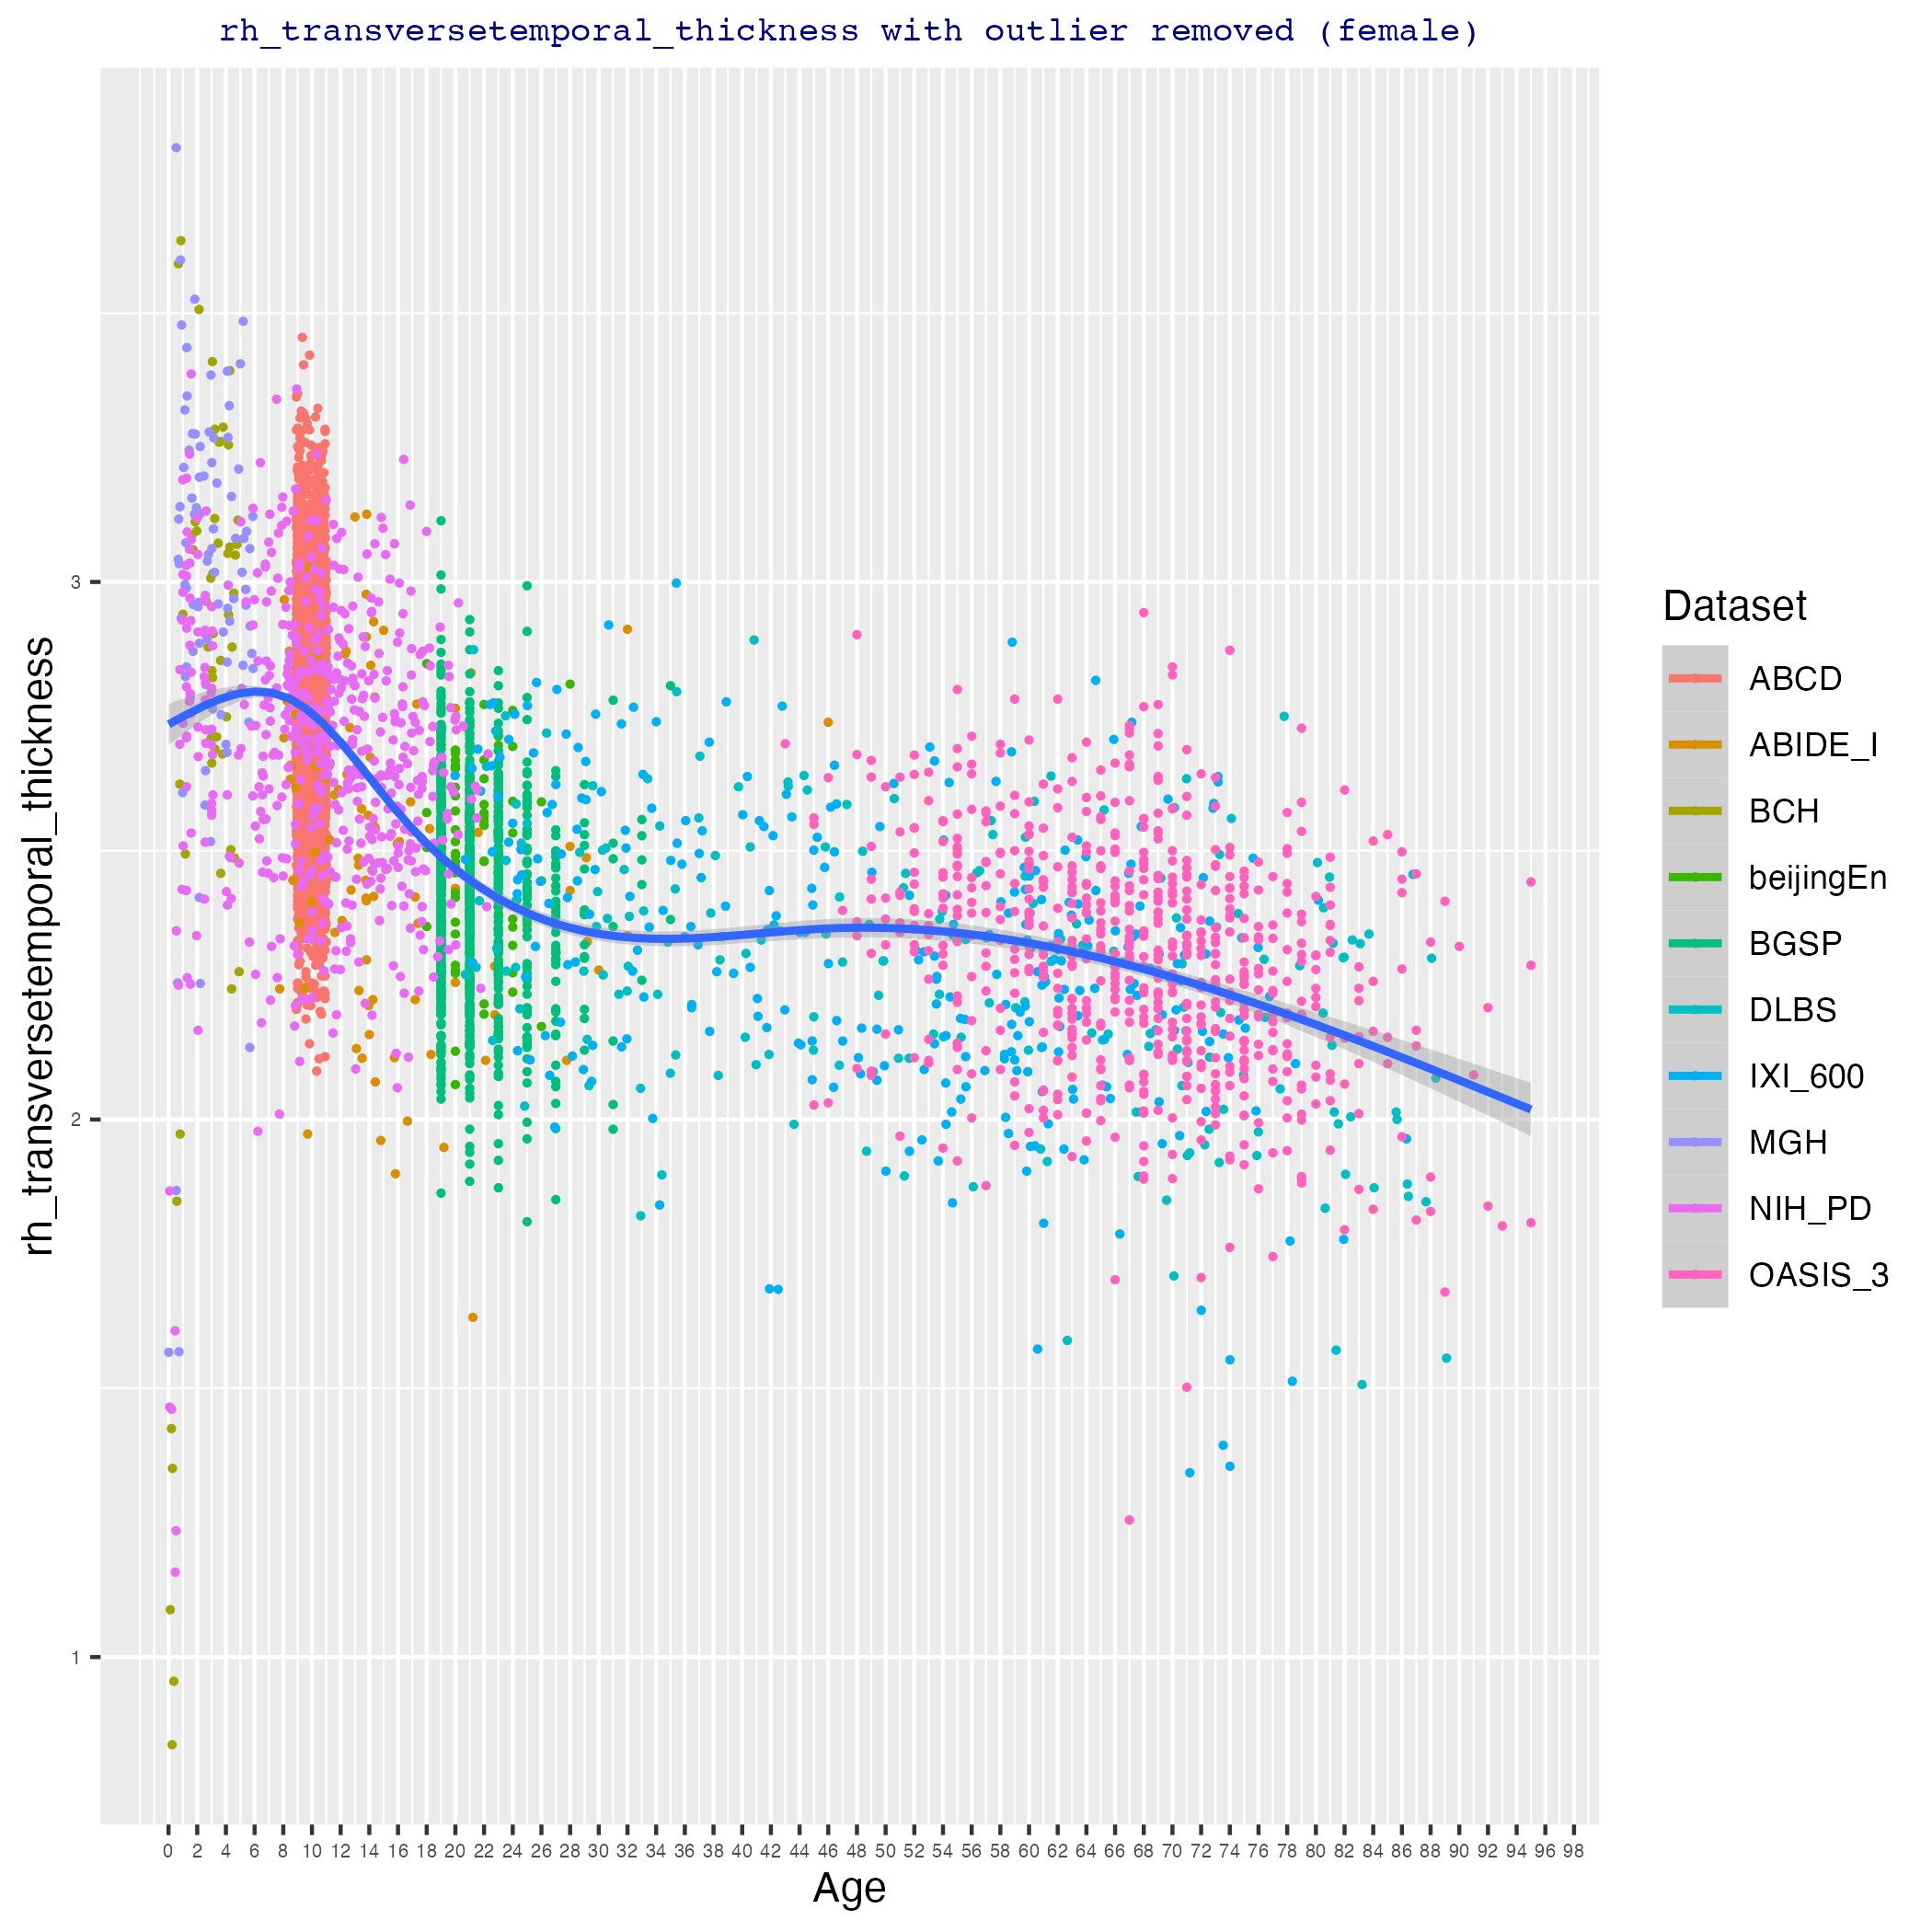 rh_transversetemporal_thickness with outlier removed (female)
rh_transversetemporal_thickness
3
2
1
0 2 4 6 8 10 12 14 16 18 20 22 24 26 28 30 32 34 36 38 40 42 44 46 48 50 52 54 56 58 60 62 64 66 68 70 72 74 76 78 80 82 84 86 88 90 92 94 96 98
Age
Dataset
ABCD
ABIDE_I
BCH
beijingEn
BGSP
DLBS
IXI_600
MGH
NIH_PD
OASIS_3